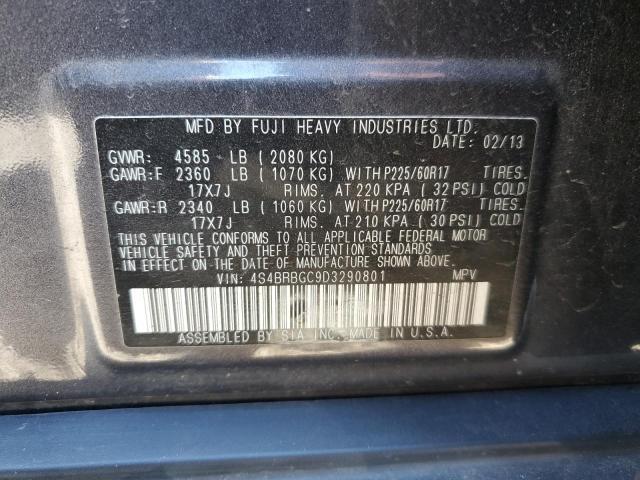 MFD BY FUJI HEAVY INDUSTRIES LTD.
DATE: 02/13
GVWR: 4585 LB ( 2080 KG)
GAWR:F 2360 LB ( 1070 KG) WITH P225/60R17 TIRES.
17X7J RIMS. AT 220 KPA ( 32 PSI) COLD
GAWR:R 2340 LB ( 1060 KG) WITH P225/60R17 TIRES.
17X7J RIMS. AT 210 KPA ( 30 PSI) COLD
THIS VEHICLE CONFORMS TO ALL APPLICABLE FEDERAL MOTOR
VEHICLE SAFETY AND THEFT PREVENTION STANDARDS
IN EFFECT ON THE DATE OF MANUFACTURE SHOWN ABOVE.
VIN: 4S4BRBGC9D3290801 MPV
ASSEMBLED BY SIA INC. MADE IN U.S.A.